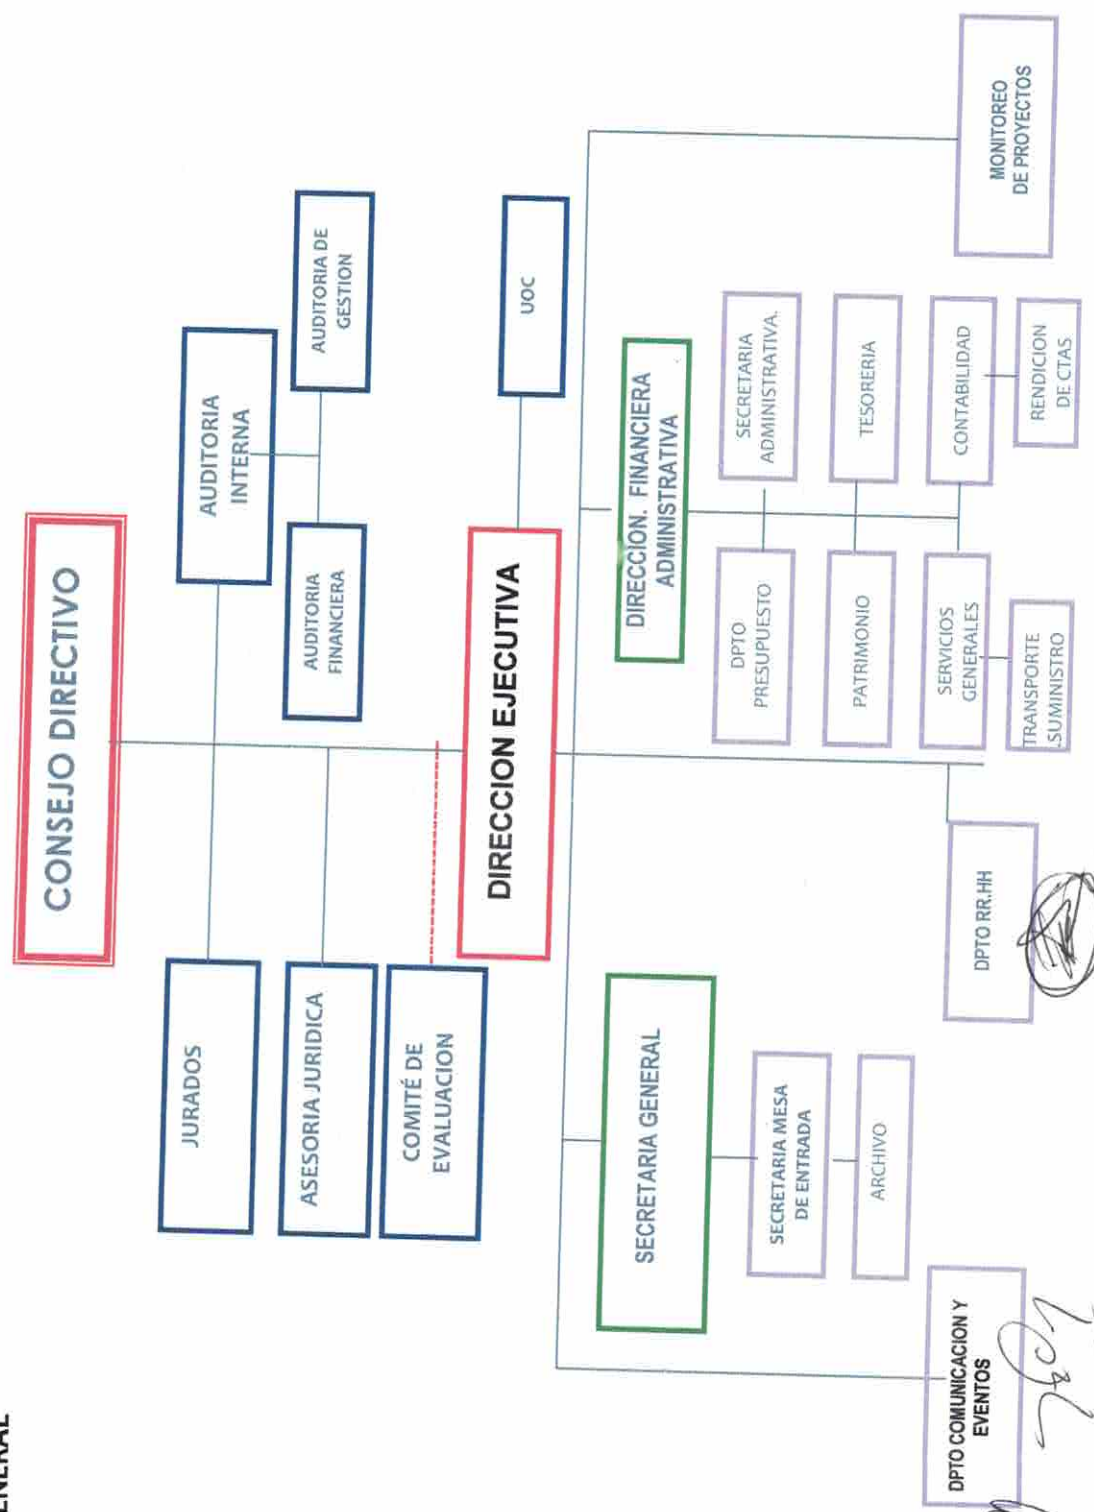 ENERAL
CONSEJO DIRECTIVO
JURADOS
AUDITORIA
INTERNA
ASESORIA JURIDICA
AUDITORIA
FINANCIERA
AUDITORIA DE
GESTION
COMITÉ DE
EVALUACION
DIRECCION EJECUTIVA
UOC
SECRETARIA GENERAL
DIRECCION. FINANCIERA
ADMINISTRATIVA
SECRETARIA MESA
DE ENTRADA
ARCHIVO
DPTO
PRESUPUESTO
SECRETARIA
ADMINISTRATIVA.
PATRIMONIO
TESORERIA
DPTO COMUNICACION Y
EVENTOS
DPTO RR.HH
SERVICIOS
GENERALES
CONTABILIDAD
MONITOREO
DE PROYECTOS
TRANSPORTE
.SUMINISTRO
RENDICION
DE CTAS